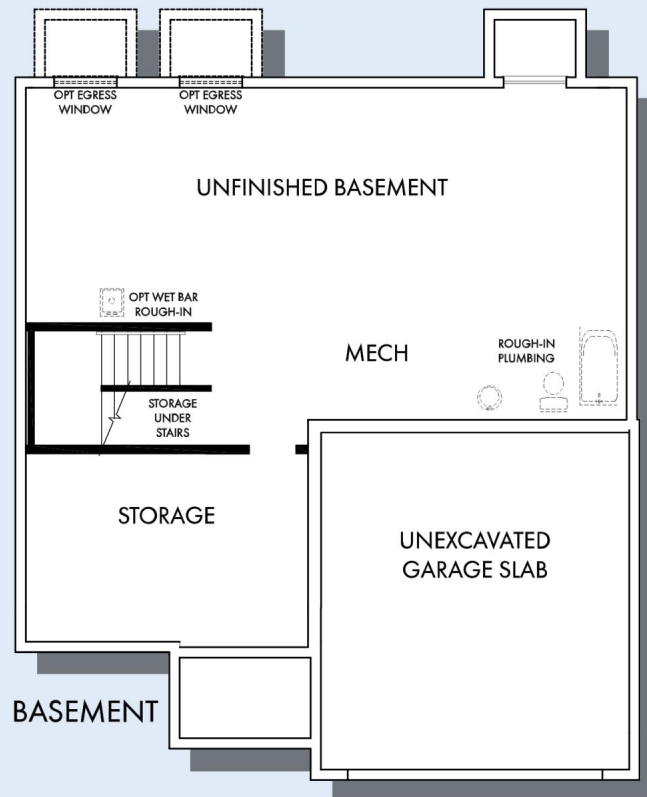 OPT EGRESS
WINDOW
OPT EGRESS
WINDOW
UNFINISHED BASEMENT
OPT WET BAR
ROUGH-IN
MECH
ROUGH-IN
PLUMBING
STORAGE
UNDER
STAIRS
STORAGE
UNEXCAVATED
GARAGE SLAB
BASEMENT